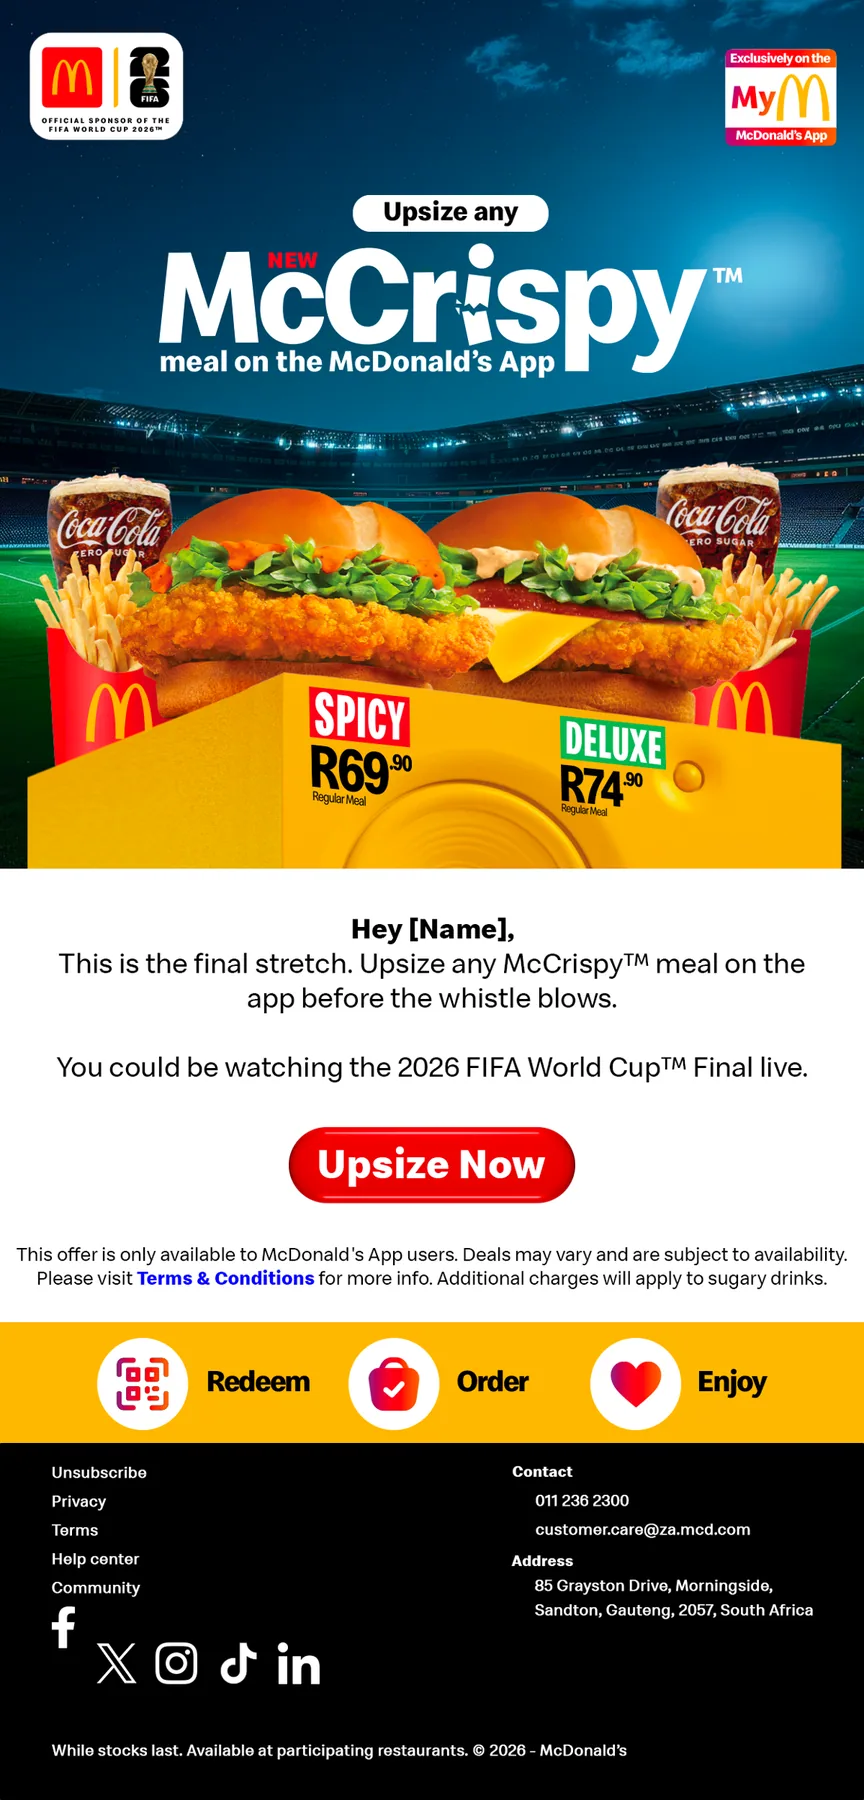 OFFICIAL SPONSOR OF THE
FIFA WORLD CUP 2026™
FIFA
Exclusively on the
My
McDonald's App
Upsize any
NEW
McCrispy™
meal on the McDonald's App
Coca-Cola
ZERO SUGAR
Coca-Cola
ZERO SUGAR
SPICY
R69.90
Regular Meal
DELUXE
R74.90
Regular Meal
Hey [Name],
This is the final stretch. Upsize any McCrispy™ meal on the
app before the whistle blows.
You could be watching the 2026 FIFA World Cup™ Final live.
Upsize Now
This offer is only available to McDonald's App users. Deals may vary and are subject to availability.
Please visit Terms & Conditions for more info. Additional charges will apply to sugary drinks.
Redeem
Order
Enjoy
Unsubscribe
Privacy
Terms
Help center
Community
Contact
011 236 2300
customer.care@za.mcd.com
Address
85 Grayston Drive, Morningside,
Sandton, Gauteng, 2057, South Africa
While stocks last. Available at participating restaurants. © 2026 - McDonald's